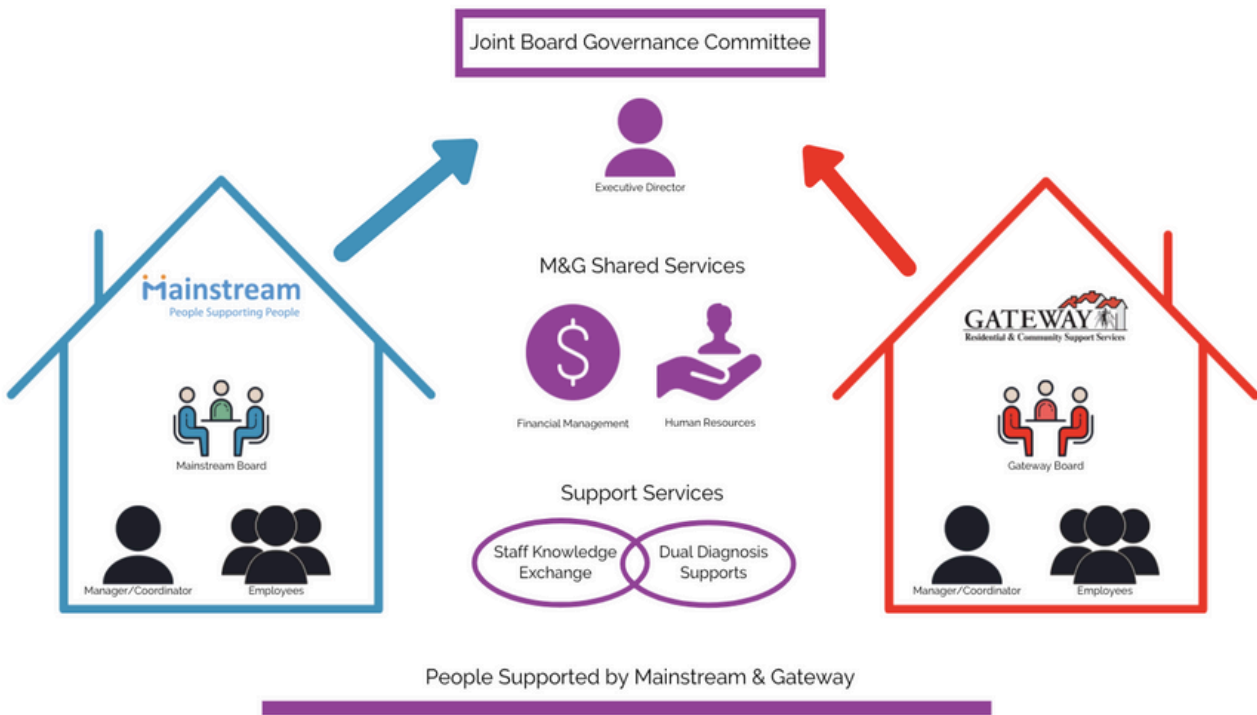 Joint Board Governance Committee
Executive Director
M&G Shared Services
Mainstream
People Supporting People
GATEWAY
Residential & Community Support Services
Financial Management
Human Resources
Mainstream Board
Gateway Board
Support Services
Staff Knowledge
Exchange
Dual Diagnosis
Supports
Manager/Coordinator
Employees
Manager/Coordinator
Employees
People Supported by Mainstream & Gateway